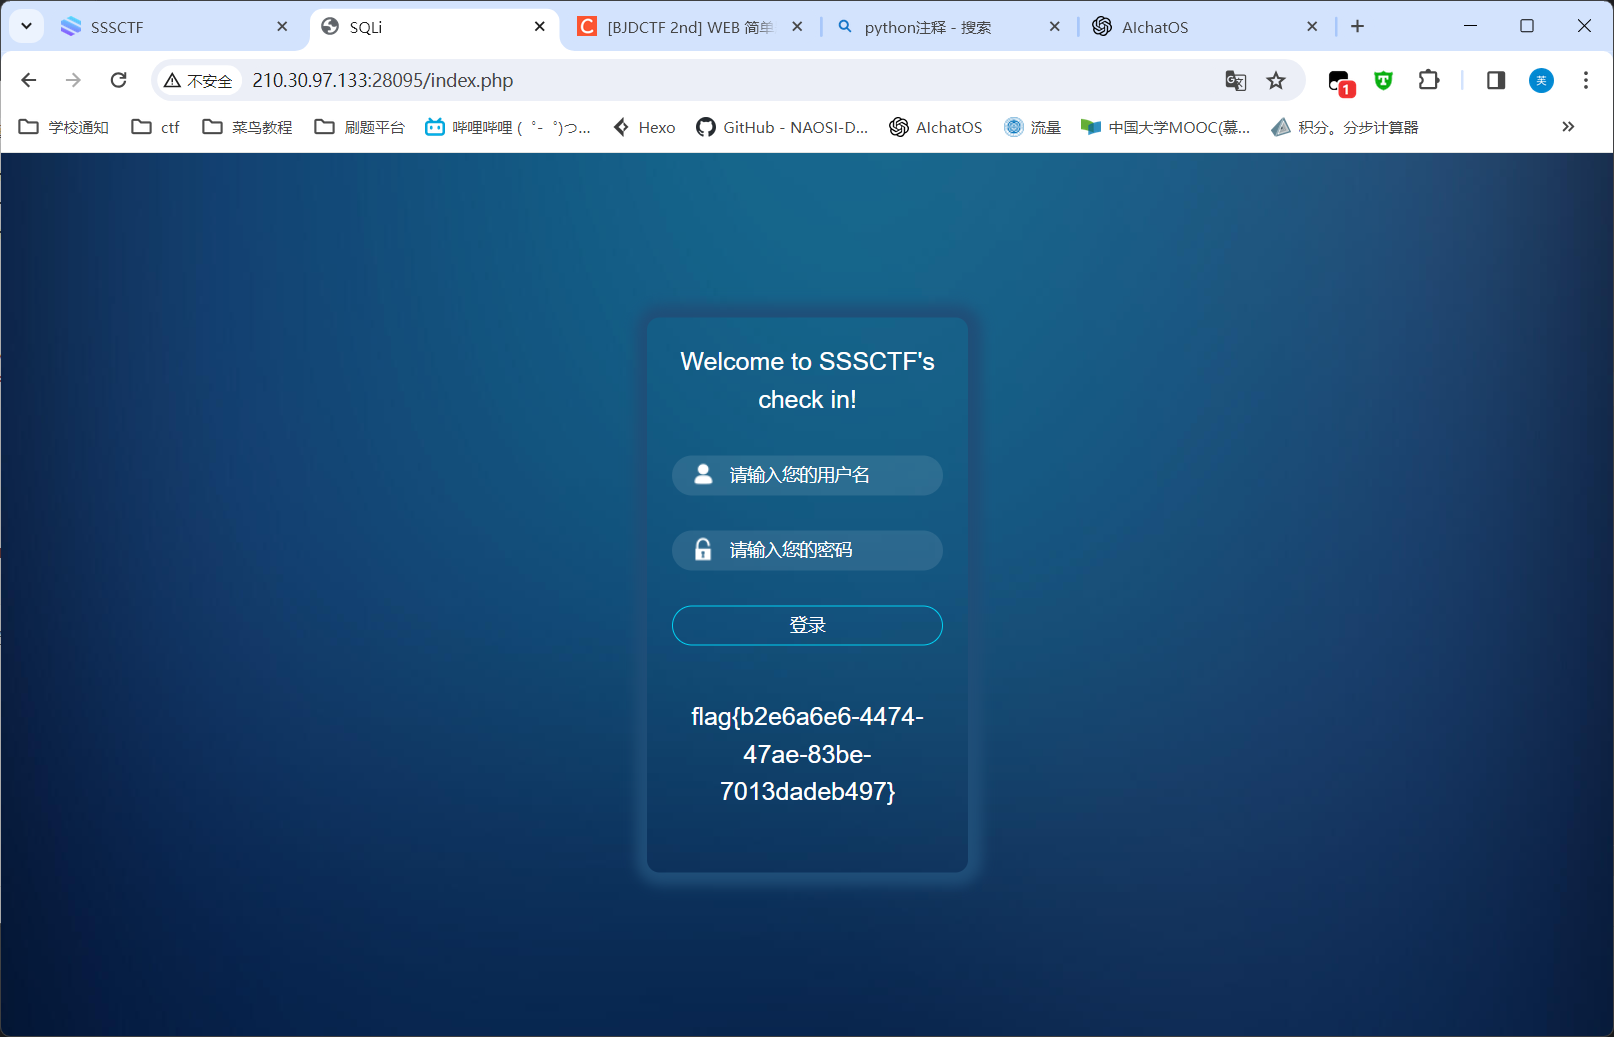 SSSCTF
SQLi
[BJDCTF 2nd] WEB 简单
python注释 - 搜索
AIchatOS
不安全
210.30.97.133:28095/index.php
1
芙
学校通知
ctf
菜鸟教程
刷题平台
哔哩哔哩 ( ゜- ゜)つ...
Hexo
GitHub - NAOSI-D...
AIchatOS
流量
中国大学MOOC(慕...
积分。分步计算器
Welcome to SSSCTF's
check in!
请输入您的用户名
请输入您的密码
登录
flag{b2e6a6e6-4474-
47ae-83be-
7013dadeb497}